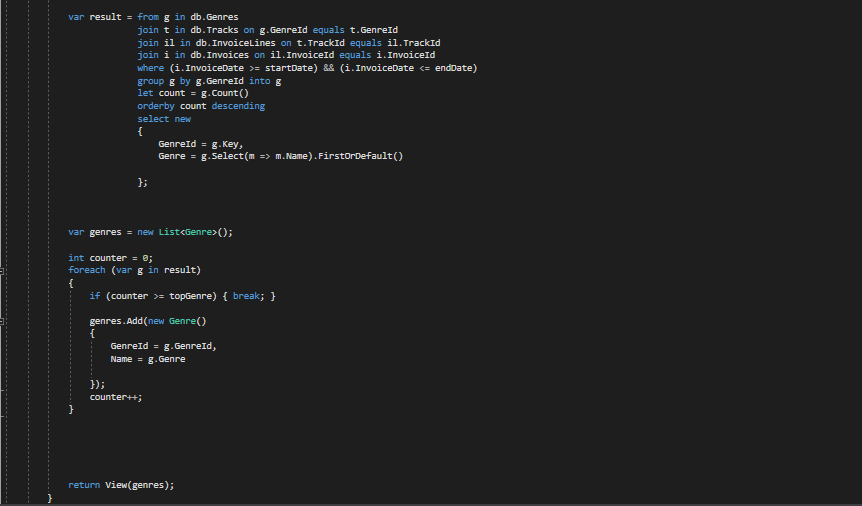 var result = from g in db.Genres
join t in db.Tracks on g.GenreId equals t.GenreId
join il in db.InvoiceLines on t.TrackId equals il.TrackId
join i in db.Invoices on il.InvoiceId equals i.InvoiceId
where (i.InvoiceDate >= startDate) && (i.InvoiceDate <= endDate)
group g by g.GenreId into g
let count = g.Count()
orderby count descending
select new
{
GenreId = g.Key,
Genre = g.Select(m => m.Name).FirstOrDefault()
};
var genres = new List<Genre>();
int counter = 0;
foreach (var g in result)
{
if (counter >= topGenre) { break; }
genres.Add(new Genre()
{
GenreId = g.GenreId,
Name = g.Genre
});
counter++;
}
return View(genres);
}